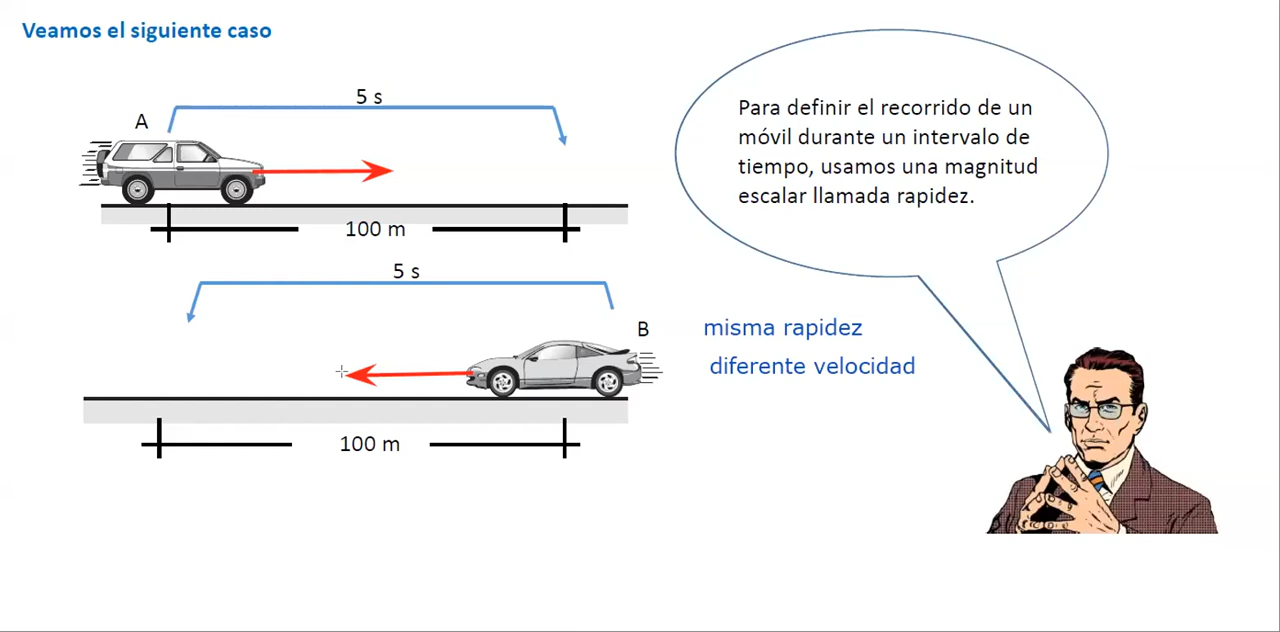 Veamos el siguiente caso
5 s
A
100 m
5 s
B
100 m
Para definir el recorrido de un
móvil durante un intervalo de
tiempo, usamos una magnitud
escalar llamada rapidez.
misma rapidez
diferente velocidad